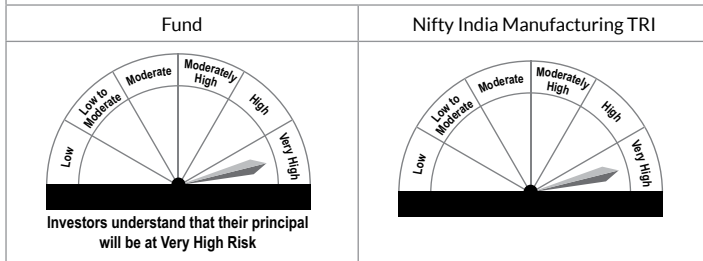 Fund
Nifty India Manufacturing TRI
Low
Low to
Moderate
Moderate
Moderately
High
High
Very High
Investors understand that their principal
will be at Very High Risk
Low
Low to
Moderate
Moderate
Moderately
High
High
Very High